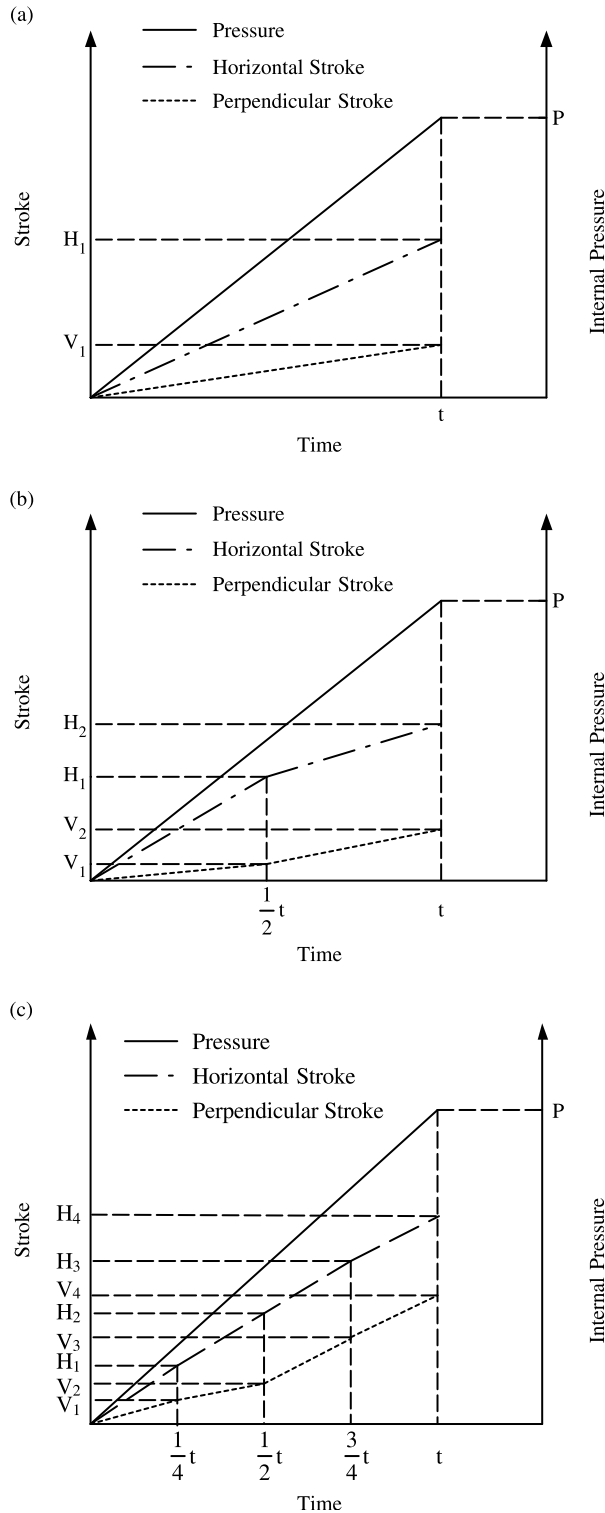 (a)
Pressure
Horizontal Stroke
Perpendicular Stroke
P
Stroke
Internal Pressure
H1
V1
t
Time
(b)
Pressure
Horizontal Stroke
Perpendicular Stroke
P
Stroke
Internal Pressure
H2
H1
V2
V1
1/2 t
t
Time
(c)
Pressure
Horizontal Stroke
Perpendicular Stroke
P
Stroke
Internal Pressure
H4
H3
V4
H2
V3
H1
V2
V1
1/4 t
1/2 t
3/4 t
t
Time